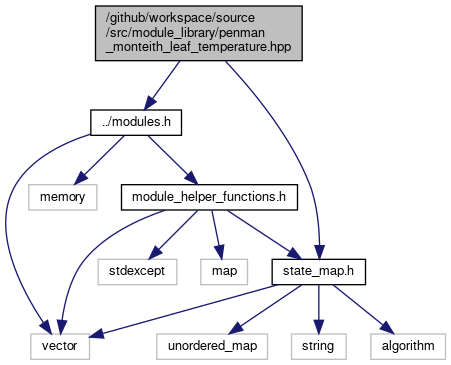 /github/workspace/source
/src/module_library/penman
_monteith_leaf_temperature.hpp
../modules.h
memory
module_helper_functions.h
stdexcept
map
state_map.h
vector
unordered_map
string
algorithm